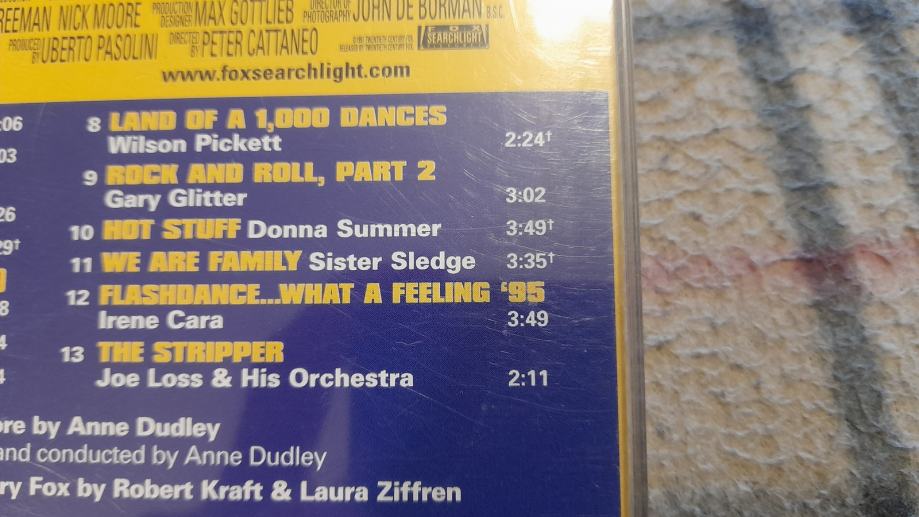 REEMAN NICK MOORE PRODUCTION DESIGNER MAX GOTTLIEB DIRECTOR OF PHOTOGRAPHY JOHN DE BORMAN B.S.C.
PRODUCED BY UBERTO PASOLINI DIRECTED BY PETER CATTANEO FOX SEARCHLIGHT
www.foxsearchlight.com
:06
03
26
29†
8
4
4
8 LAND OF A 1,000 DANCES
Wilson Pickett 2:24†
9 ROCK AND ROLL, PART 2
Gary Glitter 3:02
10 HOT STUFF Donna Summer 3:49†
11 WE ARE FAMILY Sister Sledge 3:35†
12 FLASHDANCE...WHAT A FEELING ‘95
Irene Cara 3:49
13 THE STRIPPER
Joe Loss & His Orchestra 2:11
ore by Anne Dudley
and conducted by Anne Dudley
ry Fox by Robert Kraft & Laura Ziffren